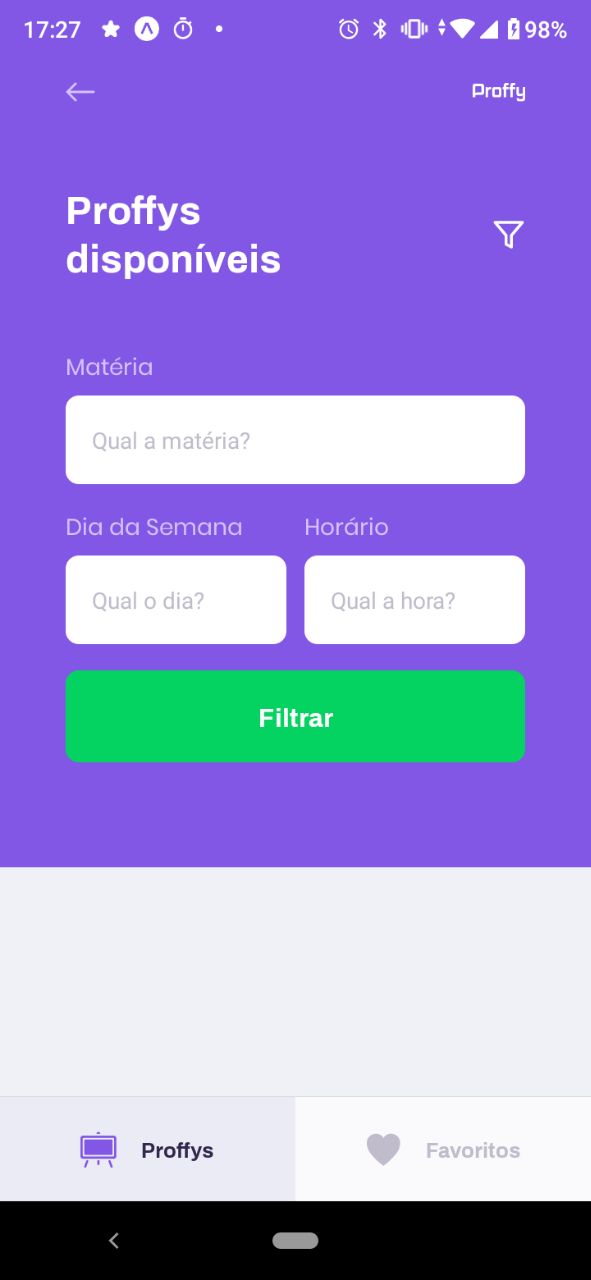 17:27 98%
Proffy
Proffys
disponíveis
Matéria
Qual a matéria?
Dia da Semana Horário
Qual o dia? Qual a hora?
Filtrar
Proffys Favoritos